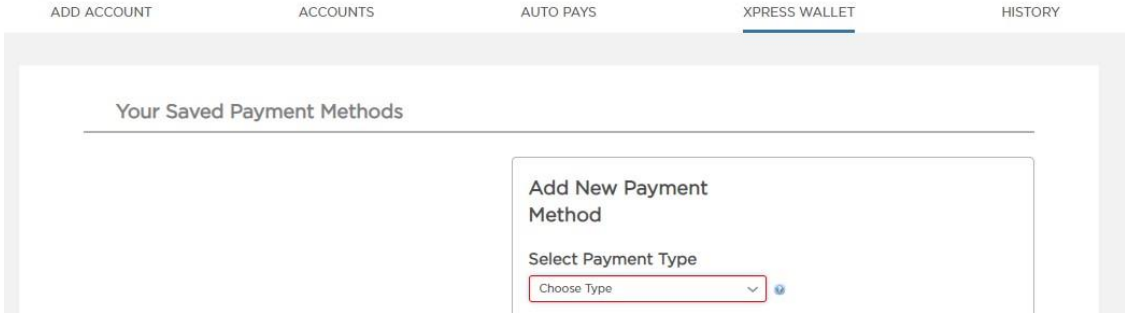 ADD ACCOUNT ACCOUNTS AUTO PAYS XPRESS WALLET HISTORY
Your Saved Payment Methods
Add New Payment
Method
Select Payment Type
Choose Type